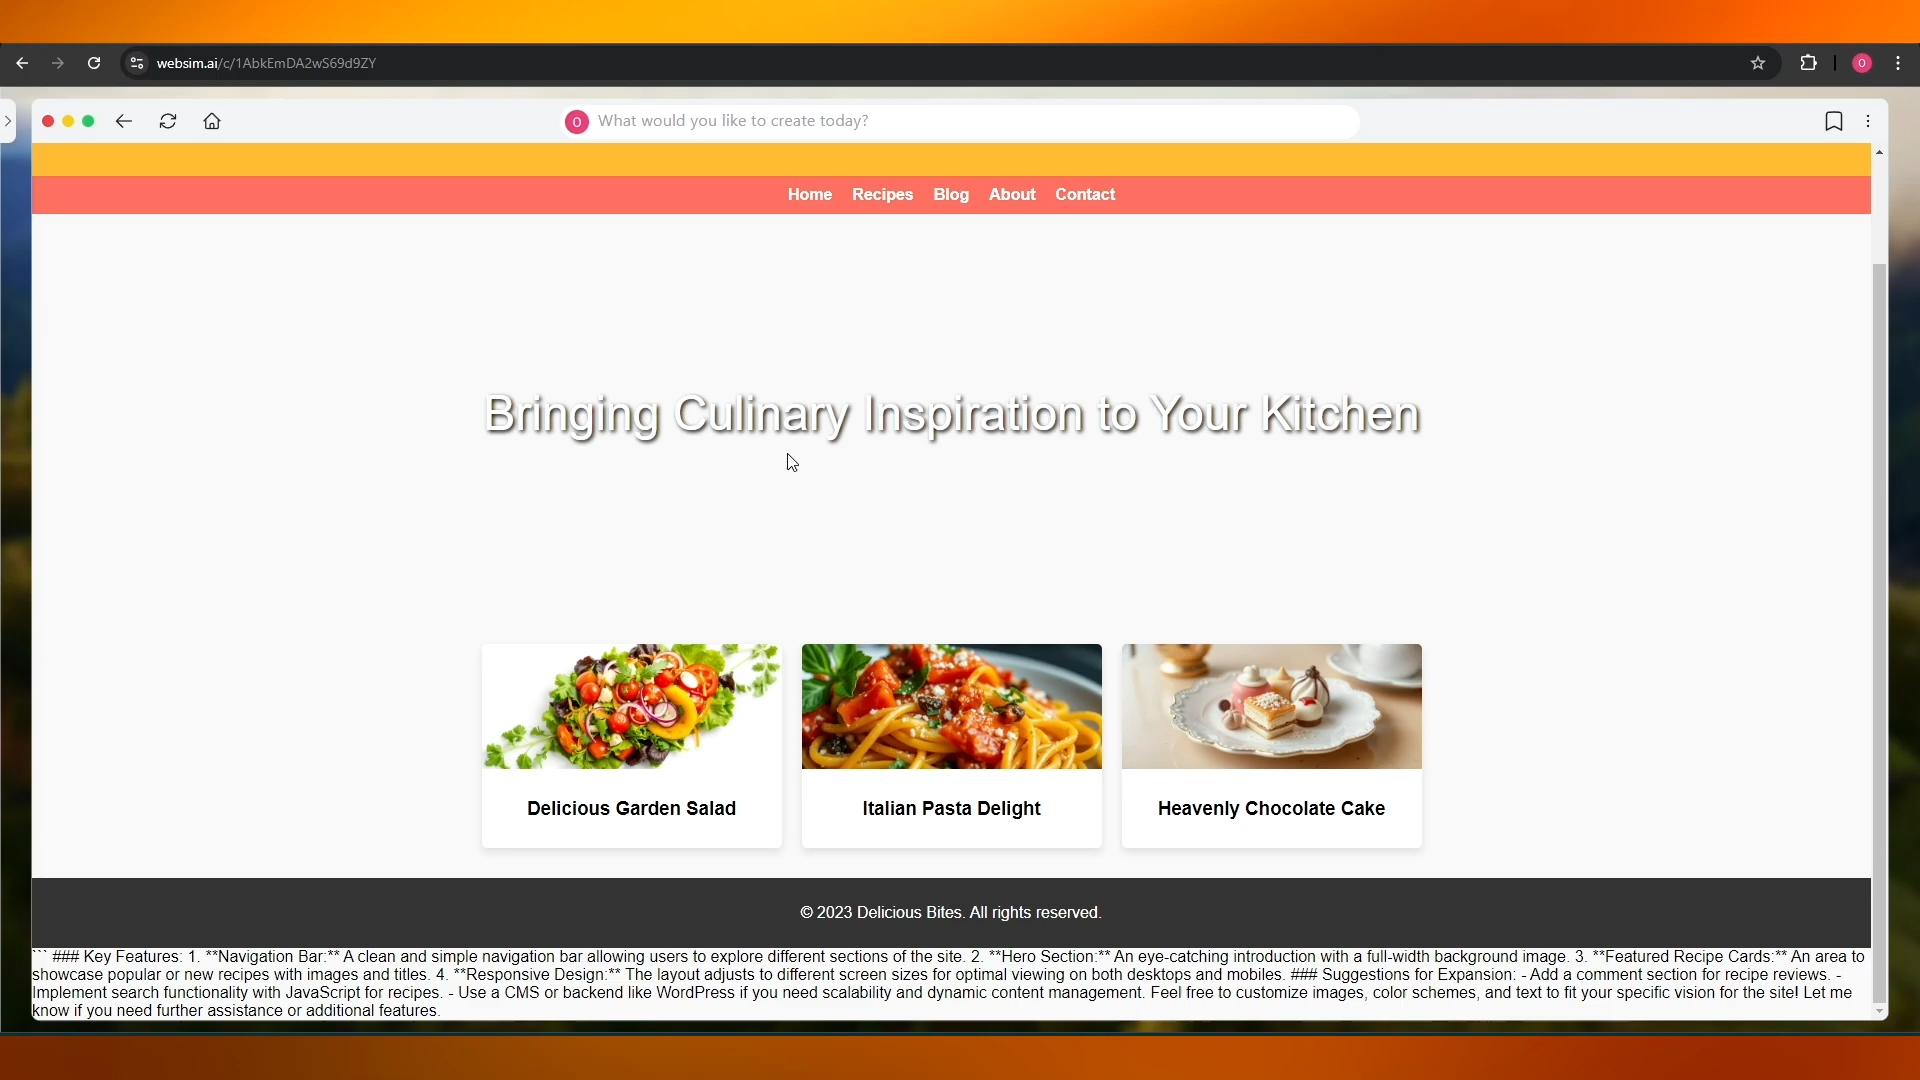 websim.ai/c/1AbkEmDA2wS69d9ZY
O
O What would you like to create today?
Home Recipes Blog About Contact
Bringing Culinary Inspiration to Your Kitchen
Delicious Garden Salad Italian Pasta Delight Heavenly Chocolate Cake
© 2023 Delicious Bites. All rights reserved.
``` ### Key Features: 1. **Navigation Bar:** A clean and simple navigation bar allowing users to explore different sections of the site. 2. **Hero Section:** An eye-catching introduction with a full-width background image. 3. **Featured Recipe Cards:** An area to
showcase popular or new recipes with images and titles. 4. **Responsive Design:** The layout adjusts to different screen sizes for optimal viewing on both desktops and mobiles. ### Suggestions for Expansion: - Add a comment section for recipe reviews. -
Implement search functionality with JavaScript for recipes. - Use a CMS or backend like WordPress if you need scalability and dynamic content management. Feel free to customize images, color schemes, and text to fit your specific vision for the site! Let me
know if you need further assistance or additional features.